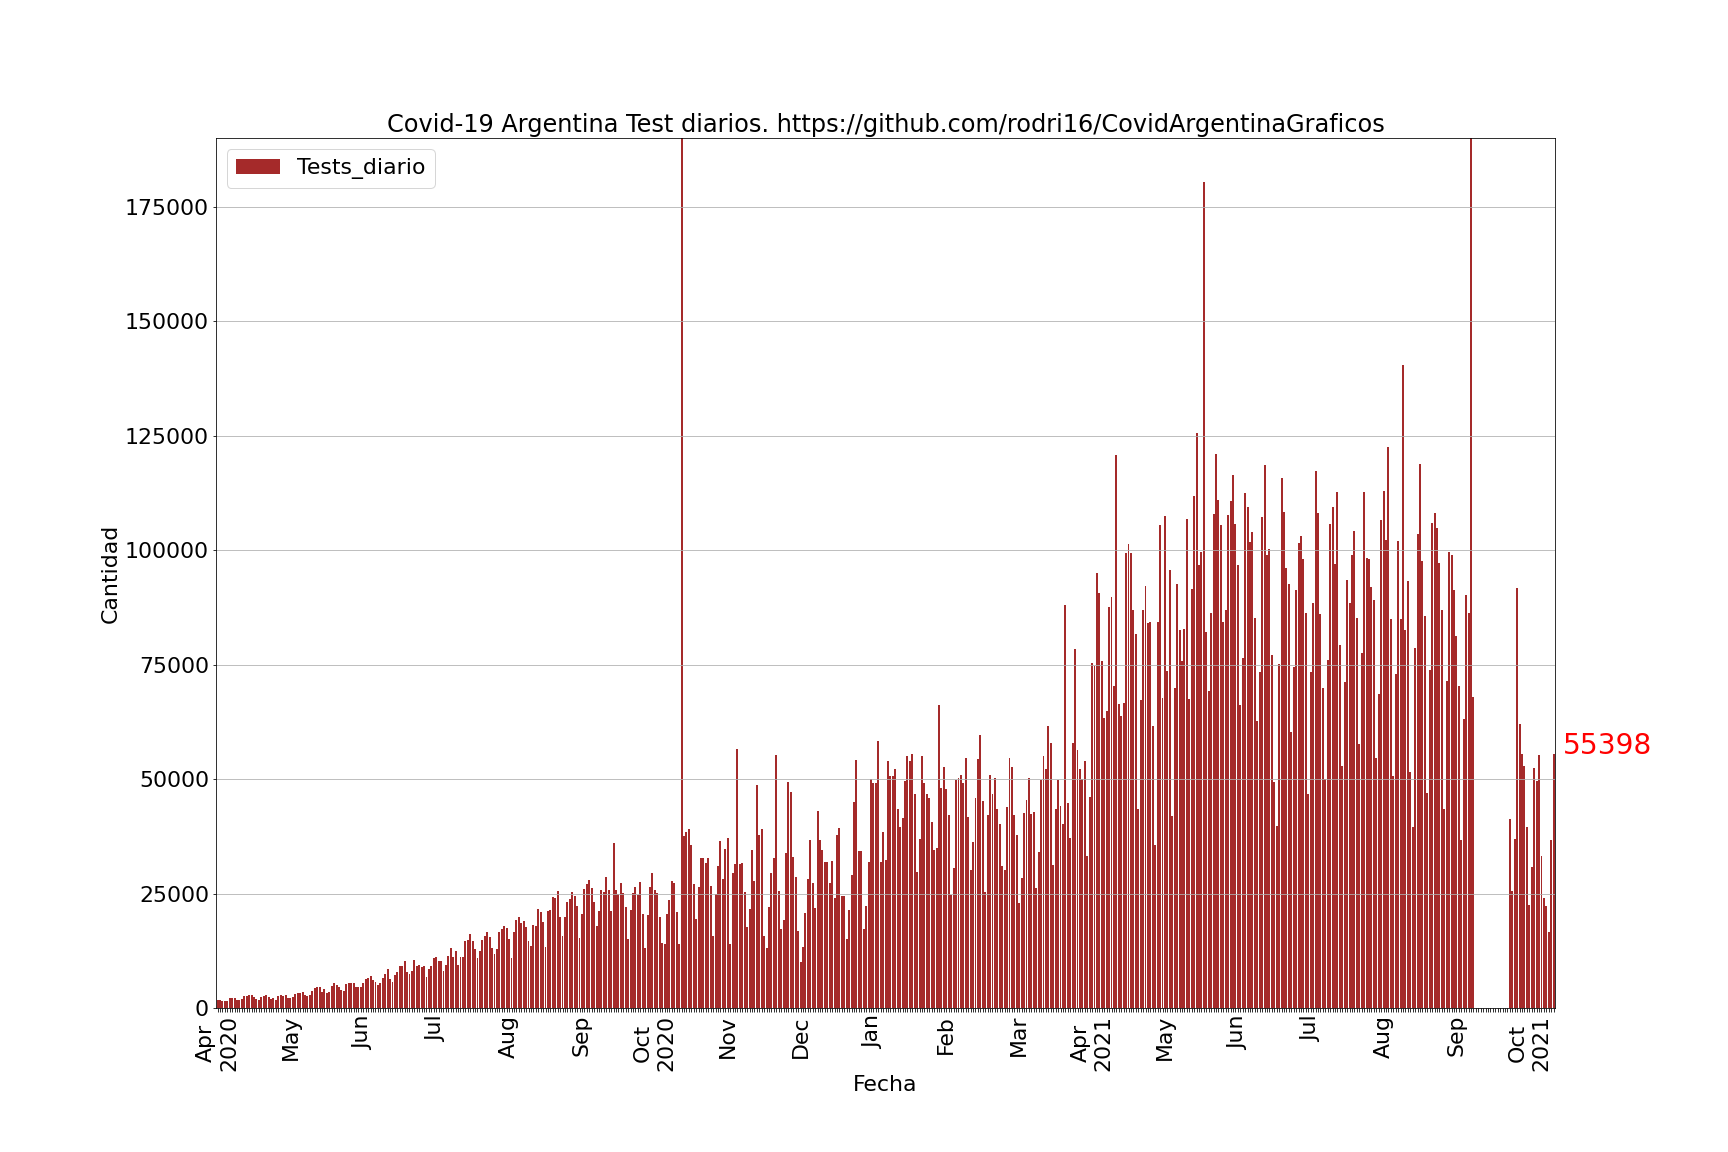 Covid-19 Argentina Test diarios. https://github.com/rodri16/CovidArgentinaGraficos
Tests_diario
175000
150000
125000
100000
75000
50000
25000
0
Cantidad
55398
Apr
2020
May
Jun
Jul
Aug
Sep
Oct
2020
Nov
Dec
Jan
Feb
Mar
Apr
2021
May
Jun
Jul
Aug
Sep
Oct
2021
Fecha